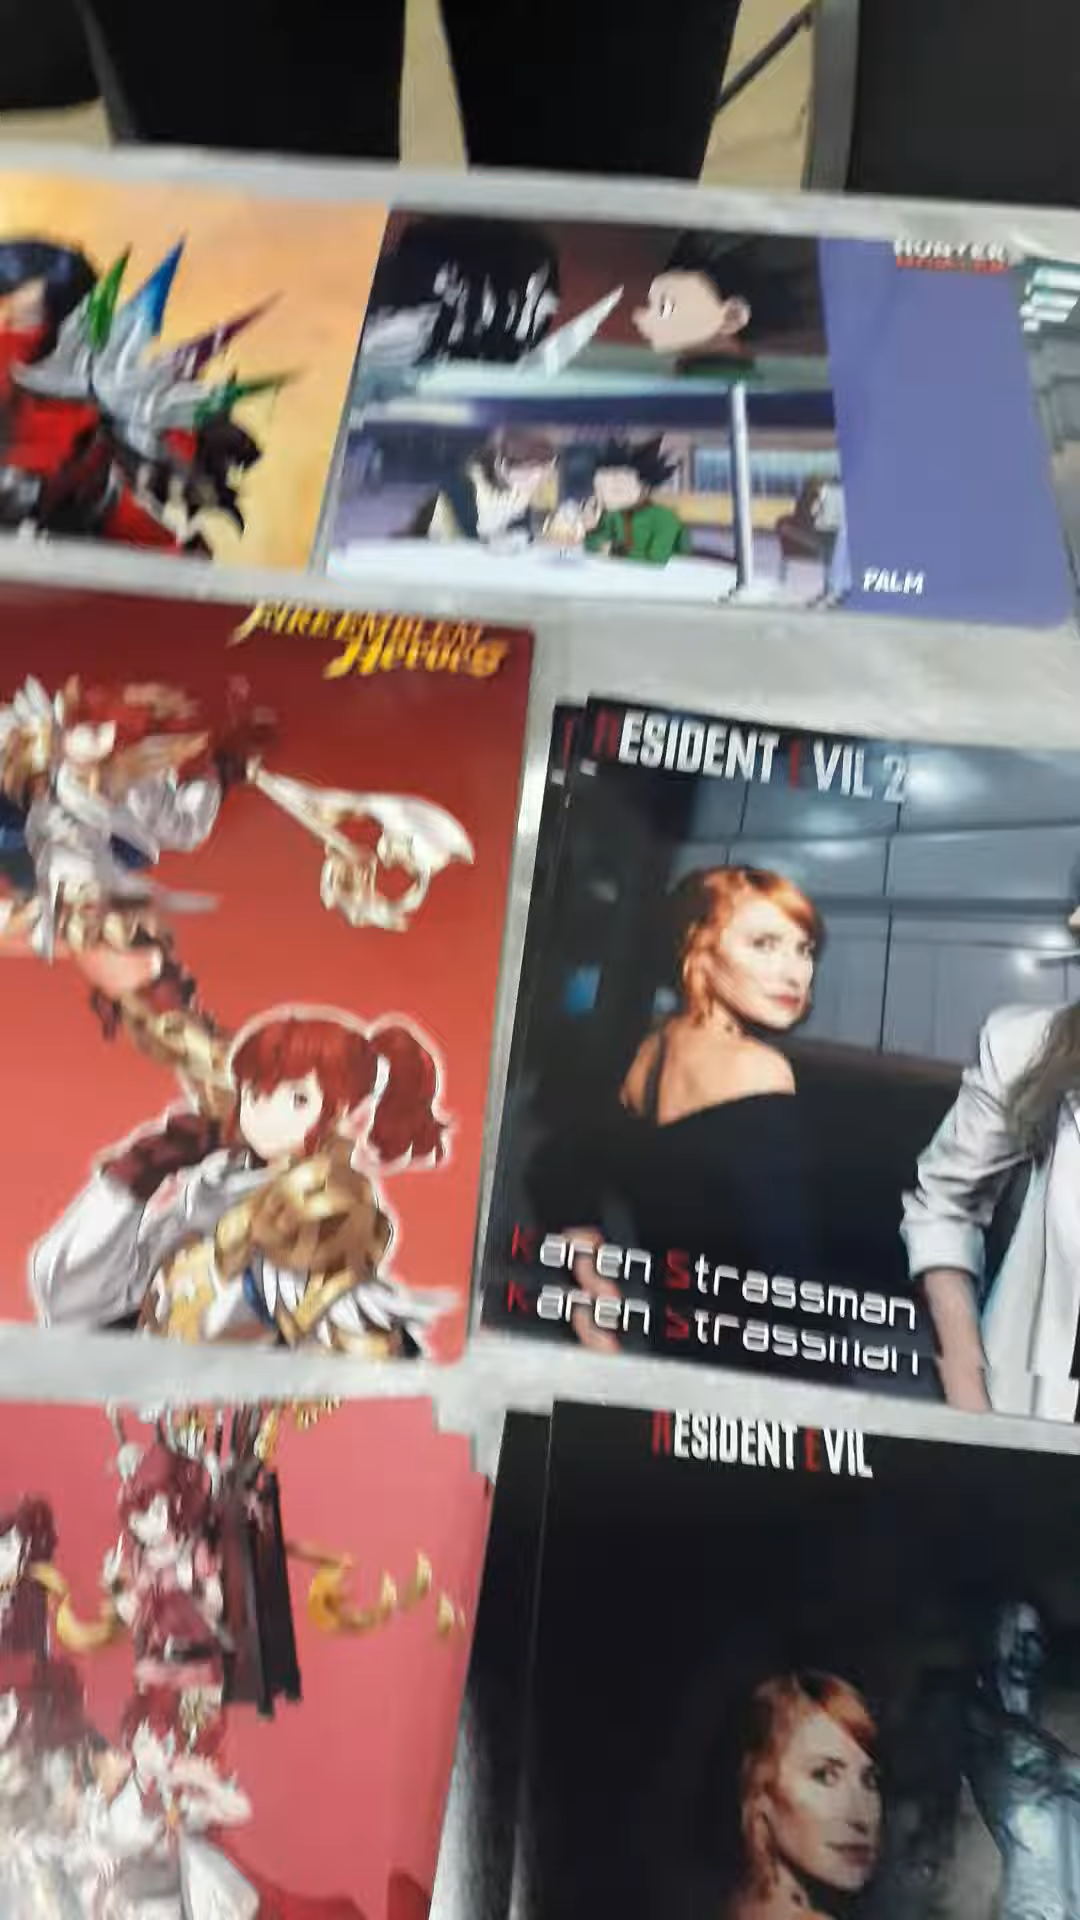 HUNTER
PALM
FIRE EMBLEM
Heroes
RESIDENT EVIL 2
Karen Strassman
Karen Strassman
RESIDENT EVIL